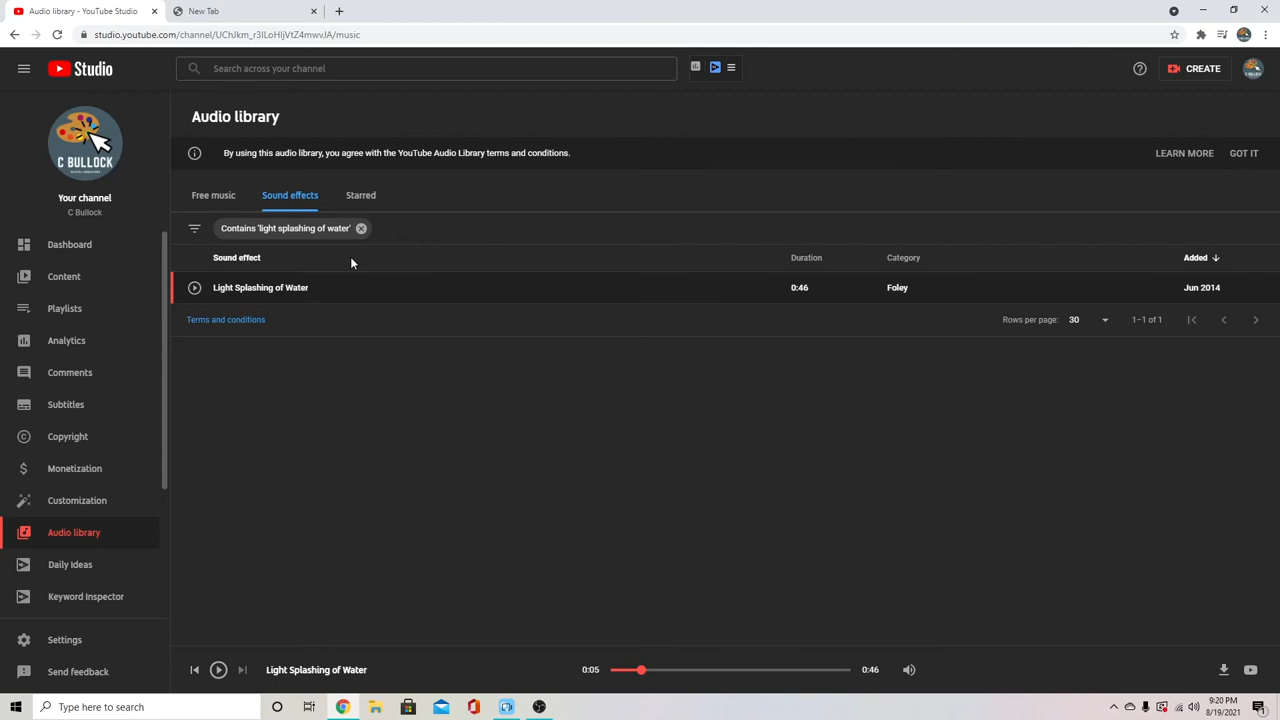 Audio library - YouTube Studio
New Tab
studio.youtube.com/channel/UChJkm_r3ILoHIjVtZ4mwvJA/music
Studio
Search across your channel
CREATE
C BULLOCK
Your channel
C Bullock
Dashboard
Content
Playlists
Analytics
Comments
Subtitles
Copyright
Monetization
Customization
Audio library
Daily Ideas
Keyword Inspector
Settings
Send feedback
Audio library
By using this audio library, you agree with the YouTube Audio Library terms and conditions.
LEARN MORE
GOT IT
Free music
Sound effects
Starred
Contains 'light splashing of water'
Sound effect
Duration
Category
Added
Light Splashing of Water
0:46
Foley
Jun 2014
Terms and conditions
Rows per page:
30
1–1 of 1
Light Splashing of Water
0:05
0:46
Type here to search
9:20 PM
8/19/2021